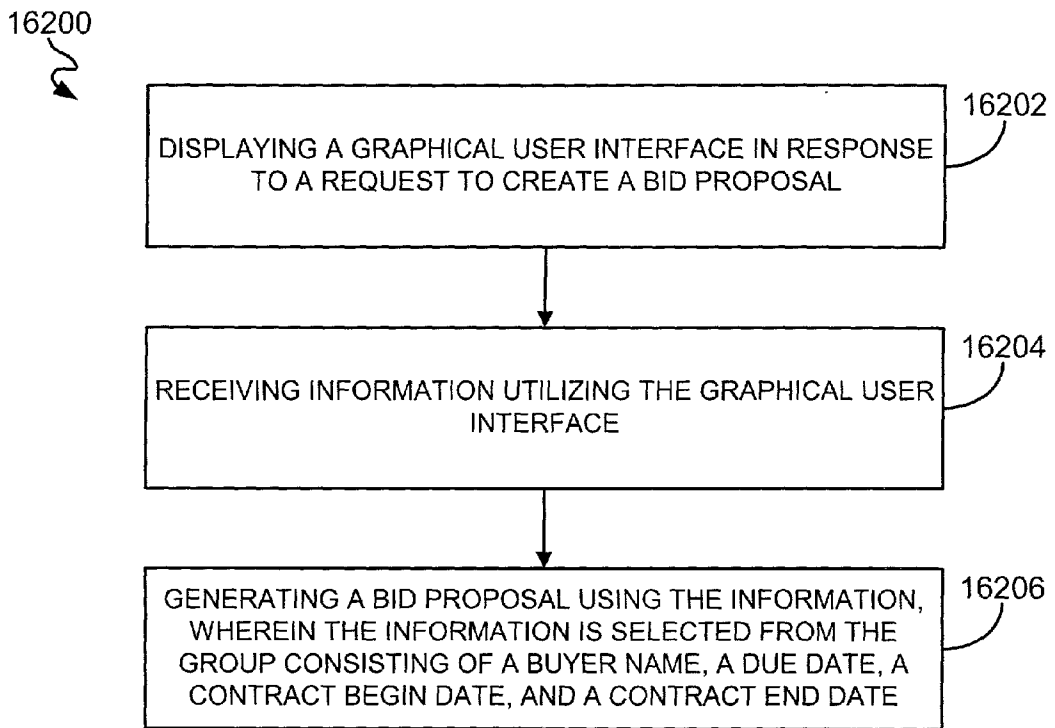 16200
16202
DISPLAYING A GRAPHICAL USER INTERFACE IN RESPONSE
TO A REQUEST TO CREATE A BID PROPOSAL
16204
RECEIVING INFORMATION UTILIZING THE GRAPHICAL USER
INTERFACE
16206
GENERATING A BID PROPOSAL USING THE INFORMATION,
WHEREIN THE INFORMATION IS SELECTED FROM THE
GROUP CONSISTING OF A BUYER NAME, A DUE DATE, A
CONTRACT BEGIN DATE, AND A CONTRACT END DATE